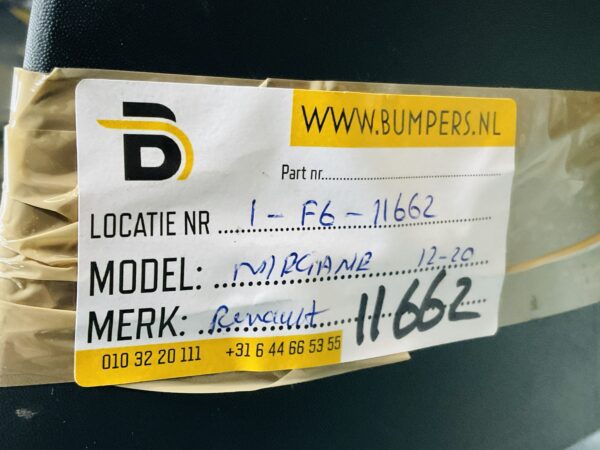 WWW.BUMPERS.NL
Part nr.
LOCATIE NR 1-F6-11662
MODEL: 12-20
MERK: Renault 11662
010 32 20 111 +31 6 44 66 53 55